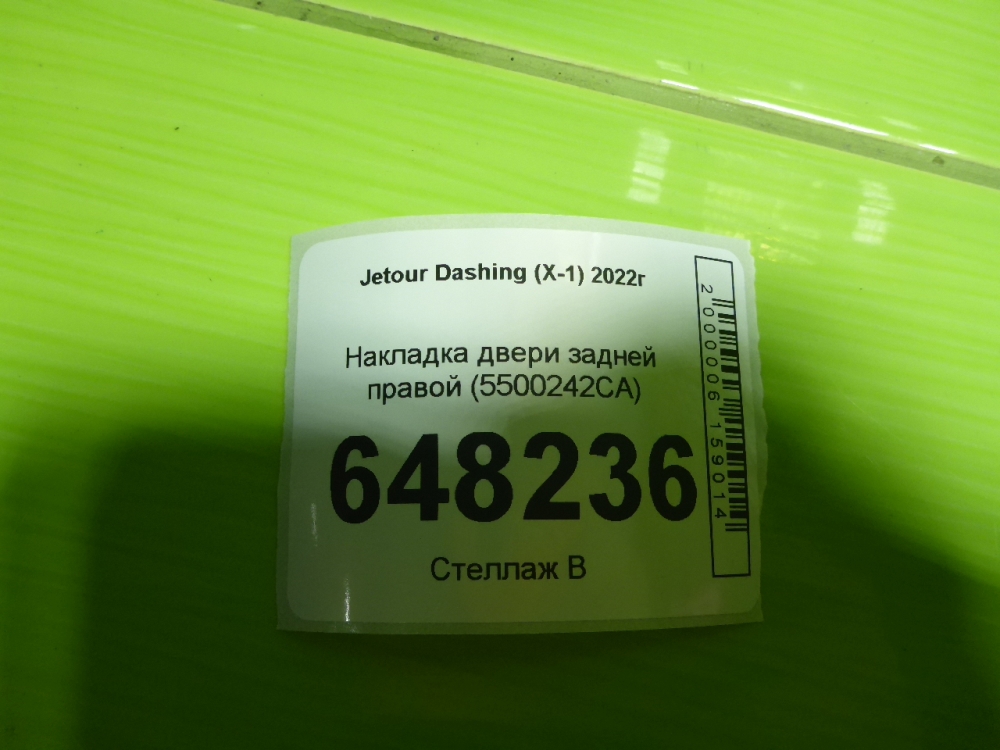 Jetour Dashing (X-1) 2022г
Накладка двери задней
правой (5500242CA)
648236
Стеллаж В
2000006159014